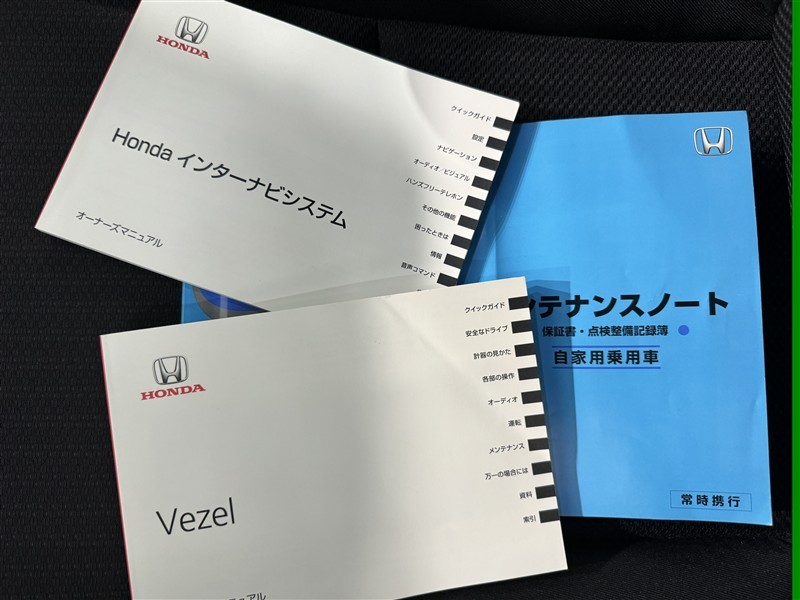 HONDA
Honda インターナビシステム
オーナーズマニュアル
クイックガイド
設定
ナビゲーション
オーディオ/ビジュアル
ハンズフリーテレホン
その他の機能
困ったときは
情報
音声コマンド
ンテナンスノート
保証書・点検整備記録簿
自家用乗用車
常時携行
HONDA
Vezel
クイックガイド
安全なドライブ
計器の見かた
各部の操作
オーディオ
運転
メンテナンス
万一の場合には
資料
索引